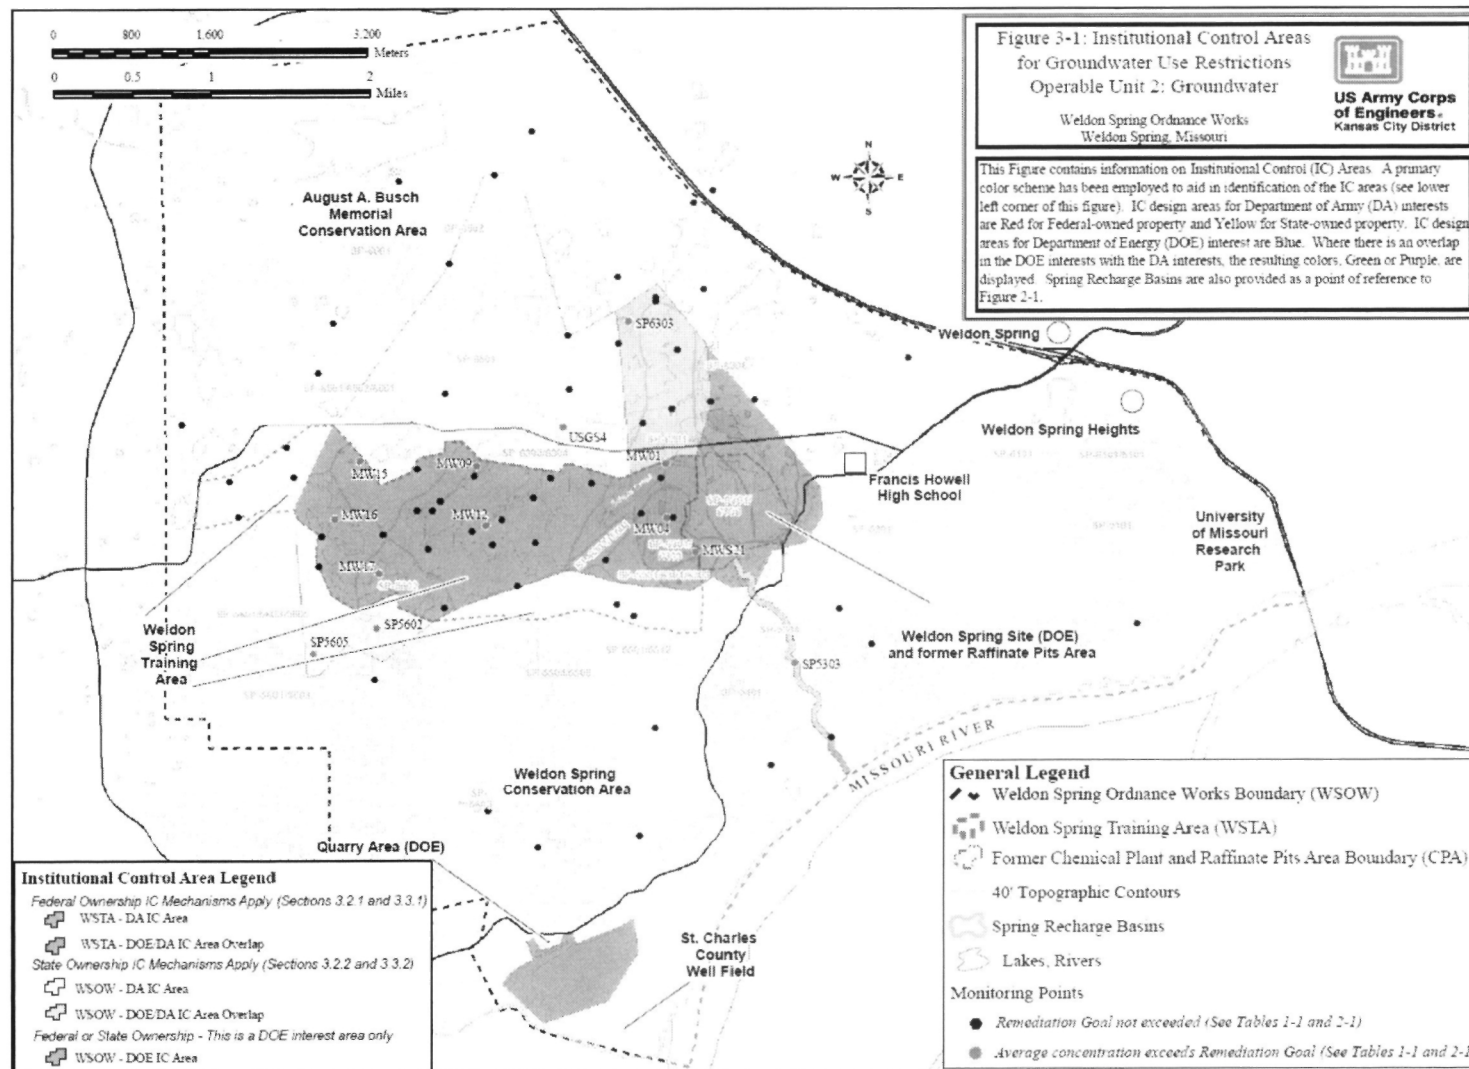 0 800 1,600 3,200
Meters
0 0.5 1 2
Miles
Figure 3-1: Institutional Control Areas
for Groundwater Use Restrictions
Operable Unit 2: Groundwater
Weldon Spring Ordnance Works
Weldon Spring, Missouri
US Army Corps
of Engineers®
Kansas City District
This Figure contains information on Institutional Control (IC) Areas. A primary
color scheme has been employed to aid in identification of the IC areas (see lower
left corner of this figure). IC design areas for Department of Army (DA) interests
are Red for Federal-owned property and Yellow for State-owned property. IC design
areas for Department of Energy (DOE) interest are Blue. Where there is an overlap
in the DOE interests with the DA interests, the resulting colors, Green or Purple, are
displayed. Spring Recharge Basins are also provided as a point of reference to
Figure 2-1.
N
W E
S
August A. Busch
Memorial
Conservation Area
SP6303
Weldon Spring
Weldon Spring Heights
USGS4
MW01
MW09
MW15
Francis Howell
High School
MW16
MW12
MW04
MWS21
MW17
University
of Missouri
Research
Park
Weldon
Spring
Training
Area
SP5602
SP5605
Weldon Spring Site (DOE)
and former Raffinate Pits Area
SP5303
MISSOURI RIVER
Weldon Spring
Conservation Area
Quarry Area (DOE)
St. Charles
County
Well Field
Institutional Control Area Legend
Federal Ownership IC Mechanisms Apply (Sections 3.2.1 and 3.3.1)
WSTA - DA IC Area
WSTA - DOE/DA IC Area Overlap
State Ownership IC Mechanisms Apply (Sections 3.2.2 and 3.3.2)
WSOW - DA IC Area
WSOW - DOE/DA IC Area Overlap
Federal or State Ownership - This is a DOE interest area only
WSOW - DOE IC Area
General Legend
Weldon Spring Ordnance Works Boundary (WSOW)
Weldon Spring Training Area (WSTA)
Former Chemical Plant and Raffinate Pits Area Boundary (CPA)
40' Topographic Contours
Spring Recharge Basins
Lakes, Rivers
Monitoring Points
Remediation Goal not exceeded (See Tables 1-1 and 2-1)
Average concentration exceeds Remediation Goal (See Tables 1-1 and 2-1